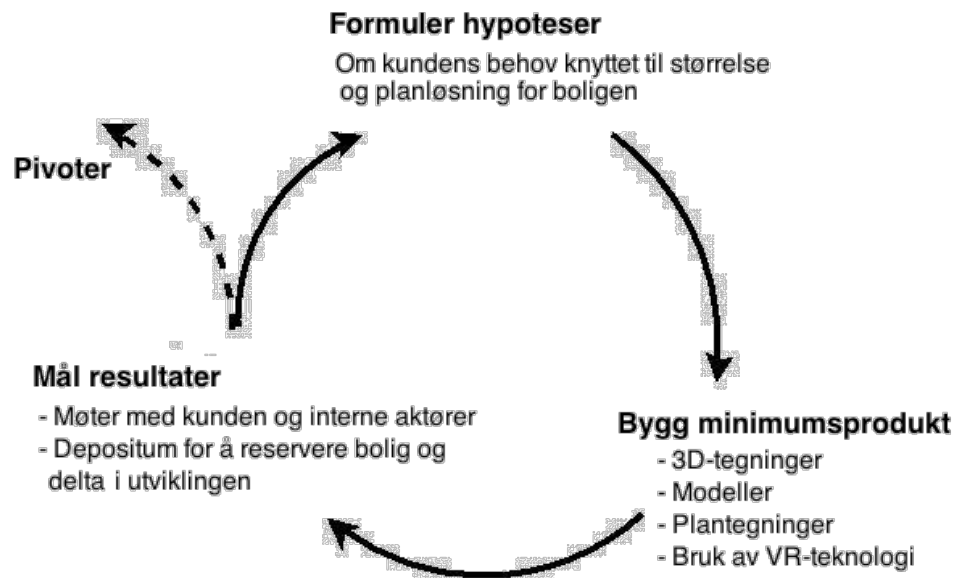 Formuler hypoteser
Om kundens behov knyttet til størrelse
og planløsning for boligen
Pivoter
Mål resultater
- Møter med kunden og interne aktører
- Depositum for å reservere bolig og
delta i utviklingen
Bygg minimumsprodukt
- 3D-tegninger
- Modeller
- Plantegninger
- Bruk av VR-teknologi